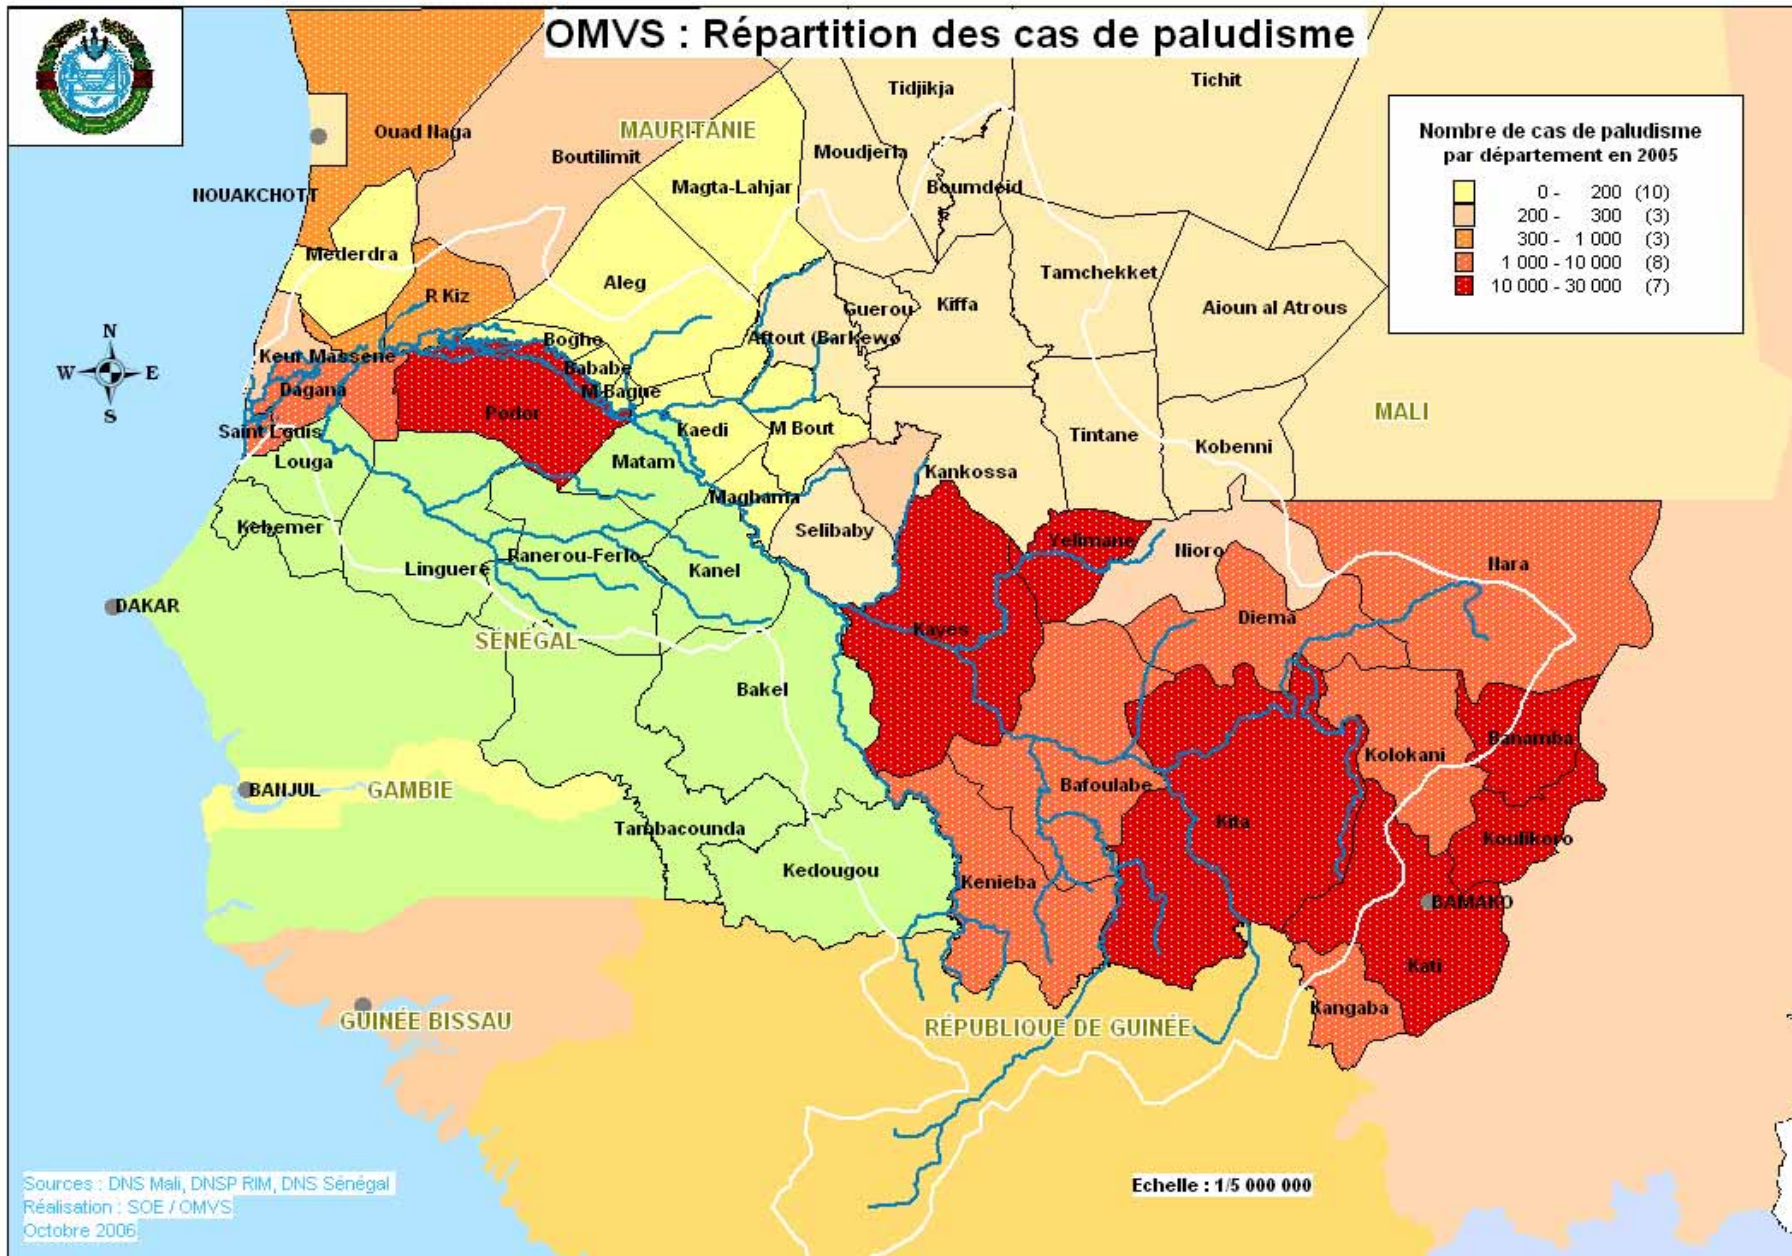 OMVS : Répartition des cas de paludisme
Nombre de cas de paludisme
par département en 2005
0 - 200 (10)
200 - 300 (3)
300 - 1 000 (3)
1 000 - 10 000 (8)
10 000 - 30 000 (7)
Tidjikja
Tichit
Ouad Naga
MAURITANIE
Boutilimit
Moudjeria
Magta-Lahjar
Boumdeid
NOUAKCHOTT
Mederdra
Tamchekket
Aleg
R Kiz
Guerou
Kiffa
Aioun al Atrous
N
W
E
S
Boghe
Aftout (Barkewo
Keur Massene
Bababe
Dagana
M Bague
Podor
MALI
Saint Louis
Kaedi
M Bout
Tintane
Kobenni
Louga
Matam
Kankossa
Maghama
Kebemer
Selibaby
Yelimane
Nioro
Ranerou-Ferlo
Linguere
Kanel
Nara
DAKAR
Diema
Kayes
SÉNÉGAL
Bakel
Banamba
Kolokani
BANJUL
GAMBIE
Bafoulabe
Kita
Tambacounda
Koulikoro
Kedougou
Kenieba
BAMAKO
Kati
GUINÉE BISSAU
RÉPUBLIQUE DE GUINÉE
Kangaba
Sources : DNS Mali, DNSP RIM, DNS Sénégal
Réalisation : SOE / OMVS
Octobre 2006
Echelle : 1/5 000 000